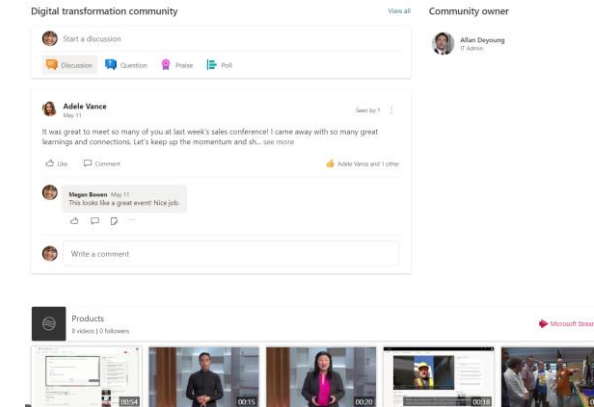 Digital transformation community
View all
Community owner
Start a discussion
Allan Deyoung
IT Admin
Discussion
Question
Praise
Poll
Adele Vance
May 11
Seen by 1
It was great to meet so many of you at last week's sales conference! I came away with so many great
learnings and connections. Let's keep up the momentum and sh... see more
Like
Comment
Adele Vance and 1 other
Megan Bowen May 11
This looks like a great event! Nice job.
Write a comment
Products
8 videos | 0 followers
Microsoft Stream
00:54
00:15
00:20
00:18